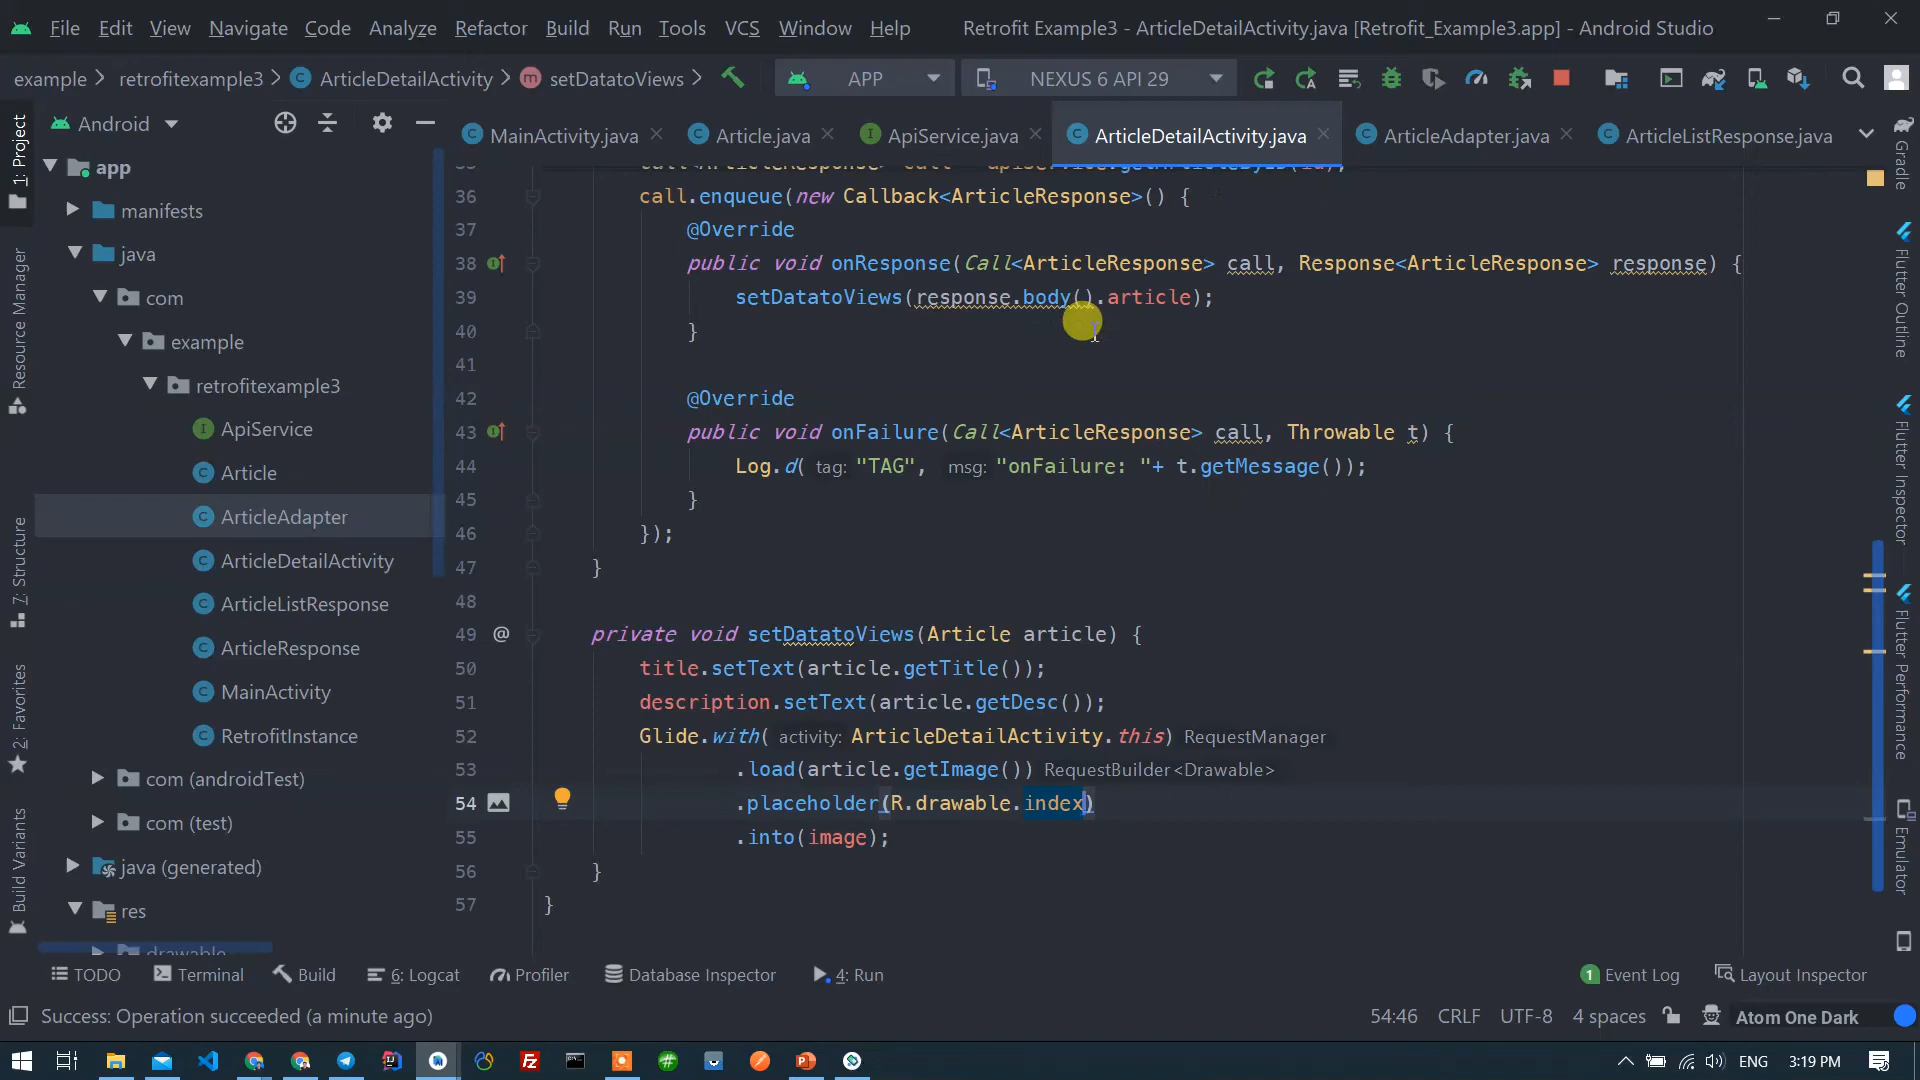 File Edit View Navigate Code Analyze Refactor Build Run Tools VCS Window Help Retrofit Example3 - ArticleDetailActivity.java [Retrofit_Example3.app] - Android Studio
example retrofitexample3 ArticleDetailActivity setDatatoViews APP NEXUS 6 API 29
Android
MainActivity.java Article.java ApiService.java ArticleDetailActivity.java ArticleAdapter.java ArticleListResponse.java
1: Project
Resource Manager
7: Structure
2: Favorites
Build Variants
app
manifests
java
com
example
retrofitexample3
ApiService
Article
ArticleAdapter
ArticleDetailActivity
ArticleListResponse
ArticleResponse
MainActivity
RetrofitInstance
com (androidTest)
com (test)
java (generated)
res
drawable
36 call.enqueue(new Callback<ArticleResponse>() {
37 @Override
38 public void onResponse(Call<ArticleResponse> call, Response<ArticleResponse> response) {
39 setDatatoViews(response.body().article);
40 }
41
42 @Override
43 public void onFailure(Call<ArticleResponse> call, Throwable t) {
44 Log.d( tag: "TAG", msg: "onFailure: "+ t.getMessage());
45 }
46 });
47 }
48
49 @ private void setDatatoViews(Article article) {
50 title.setText(article.getTitle());
51 description.setText(article.getDesc());
52 Glide.with( activity: ArticleDetailActivity.this) RequestManager
53 .load(article.getImage()) RequestBuilder<Drawable>
54 .placeholder(R.drawable.index)
55 .into(image);
56 }
57 }
Gradle
Flutter Outline
Flutter Inspector
Flutter Performance
Emulator
TODO Terminal Build 6: Logcat Profiler Database Inspector 4: Run 1 Event Log Layout Inspector
Success: Operation succeeded (a minute ago) 54:46 CRLF UTF-8 4 spaces Atom One Dark
ENG 3:19 PM